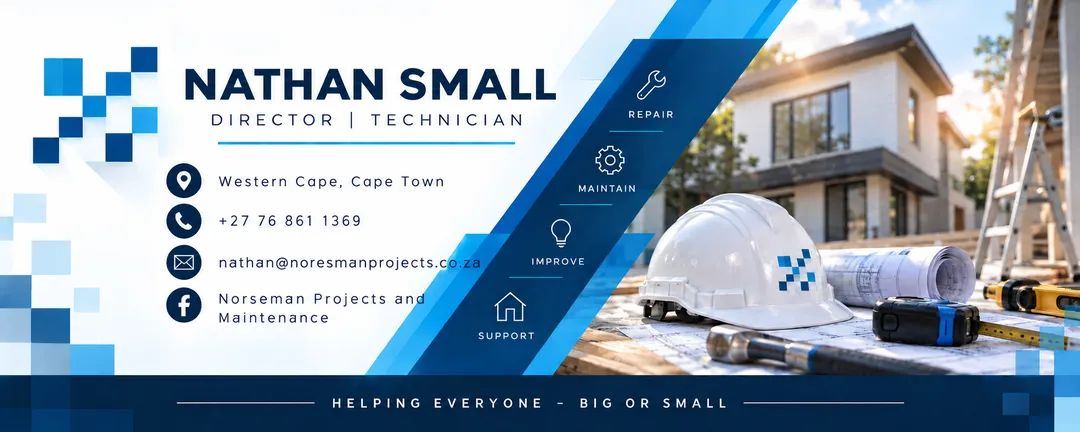 NATHAN SMALL
DIRECTOR | TECHNICIAN
Western Cape, Cape Town
+27 76 861 1369
nathan@noresmanprojects.co.za
Norseman Projects and
Maintenance
REPAIR
MAINTAIN
IMPROVE
SUPPORT
HELPING EVERYONE – BIG OR SMALL